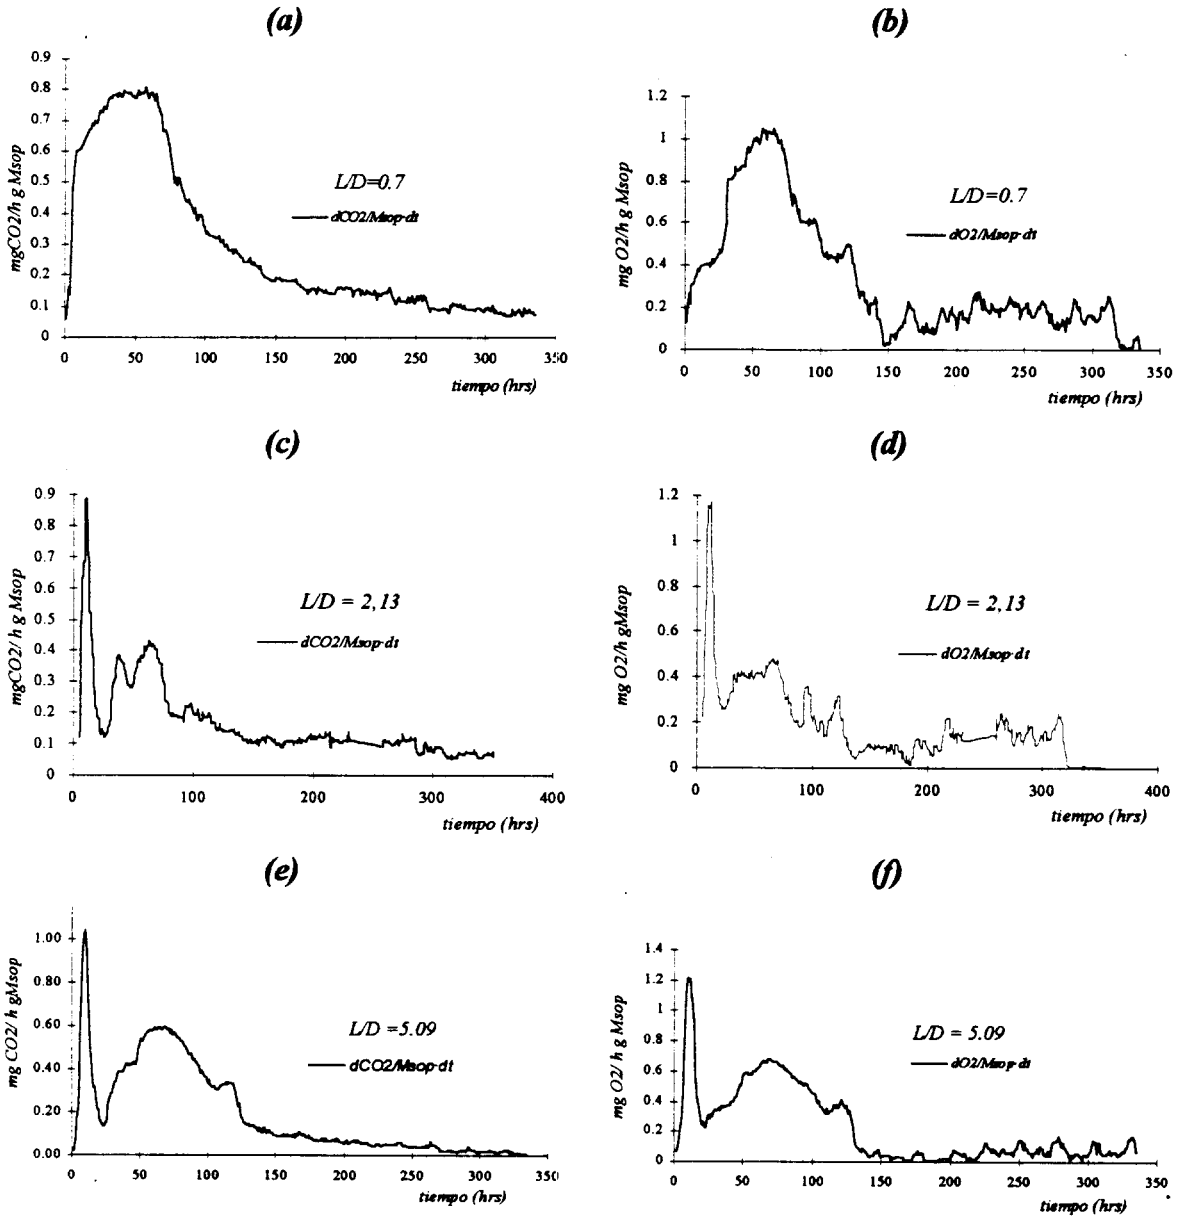 (a)
0.9
0.8
0.7
0.6
0.5
0.4
0.3
0.2
0.1
0
mgCO2/h g Msop
L/D=0.7
dCO2/Msop·dt
0 50 100 150 200 250 300 350
tiempo (hrs)
(b)
1.2
1
0.8
0.6
0.4
0.2
0
mg O2/h g Msop
L/D=0.7
dO2/Msop·dt
0 50 100 150 200 250 300 350
tiempo (hrs)
(c)
0.9
0.8
0.7
0.6
0.5
0.4
0.3
0.2
0.1
0
mgCO2/ h g Msop
L/D = 2,13
dCO2/Msop·dt
0 100 200 300 400
tiempo (hrs)
(d)
1.2
1
0.8
0.6
0.4
0.2
0
mg O2/h gMsop
L/D = 2,13
dO2/Msop·dt
0 100 200 300 400
tiempo (hrs)
(e)
1.00
0.80
0.60
0.40
0.20
0.00
mg CO2/ h gMsop
L/D =5.09
dCO2/Msop·dt
0 50 100 150 200 250 300 350
tiempo (hrs)
(f)
1.4
1.2
1
0.8
0.6
0.4
0.2
0
mg O2/ h g Msop
L/D = 5.09
dO2/Msop·dt
0 50 100 150 200 250 300 350
tiempo (hrs)